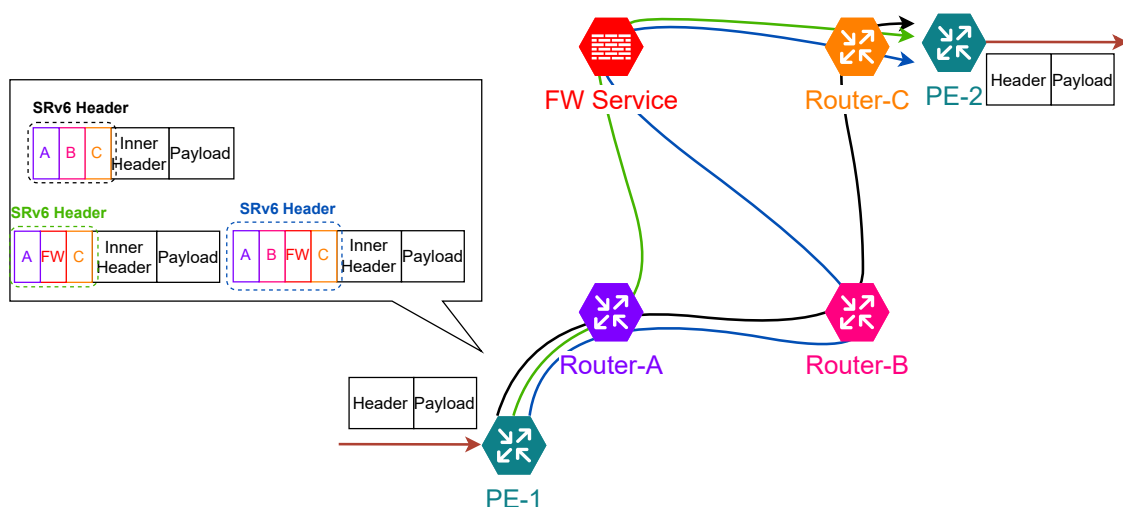 FW Service
Router-C
PE-2
Header
Payload
SRv6 Header
A
B
C
Inner
Header
Payload
SRv6 Header
A
FW
C
Inner
Header
Payload
SRv6 Header
A
B
FW
C
Inner
Header
Payload
Router-A
Router-B
Header
Payload
PE-1